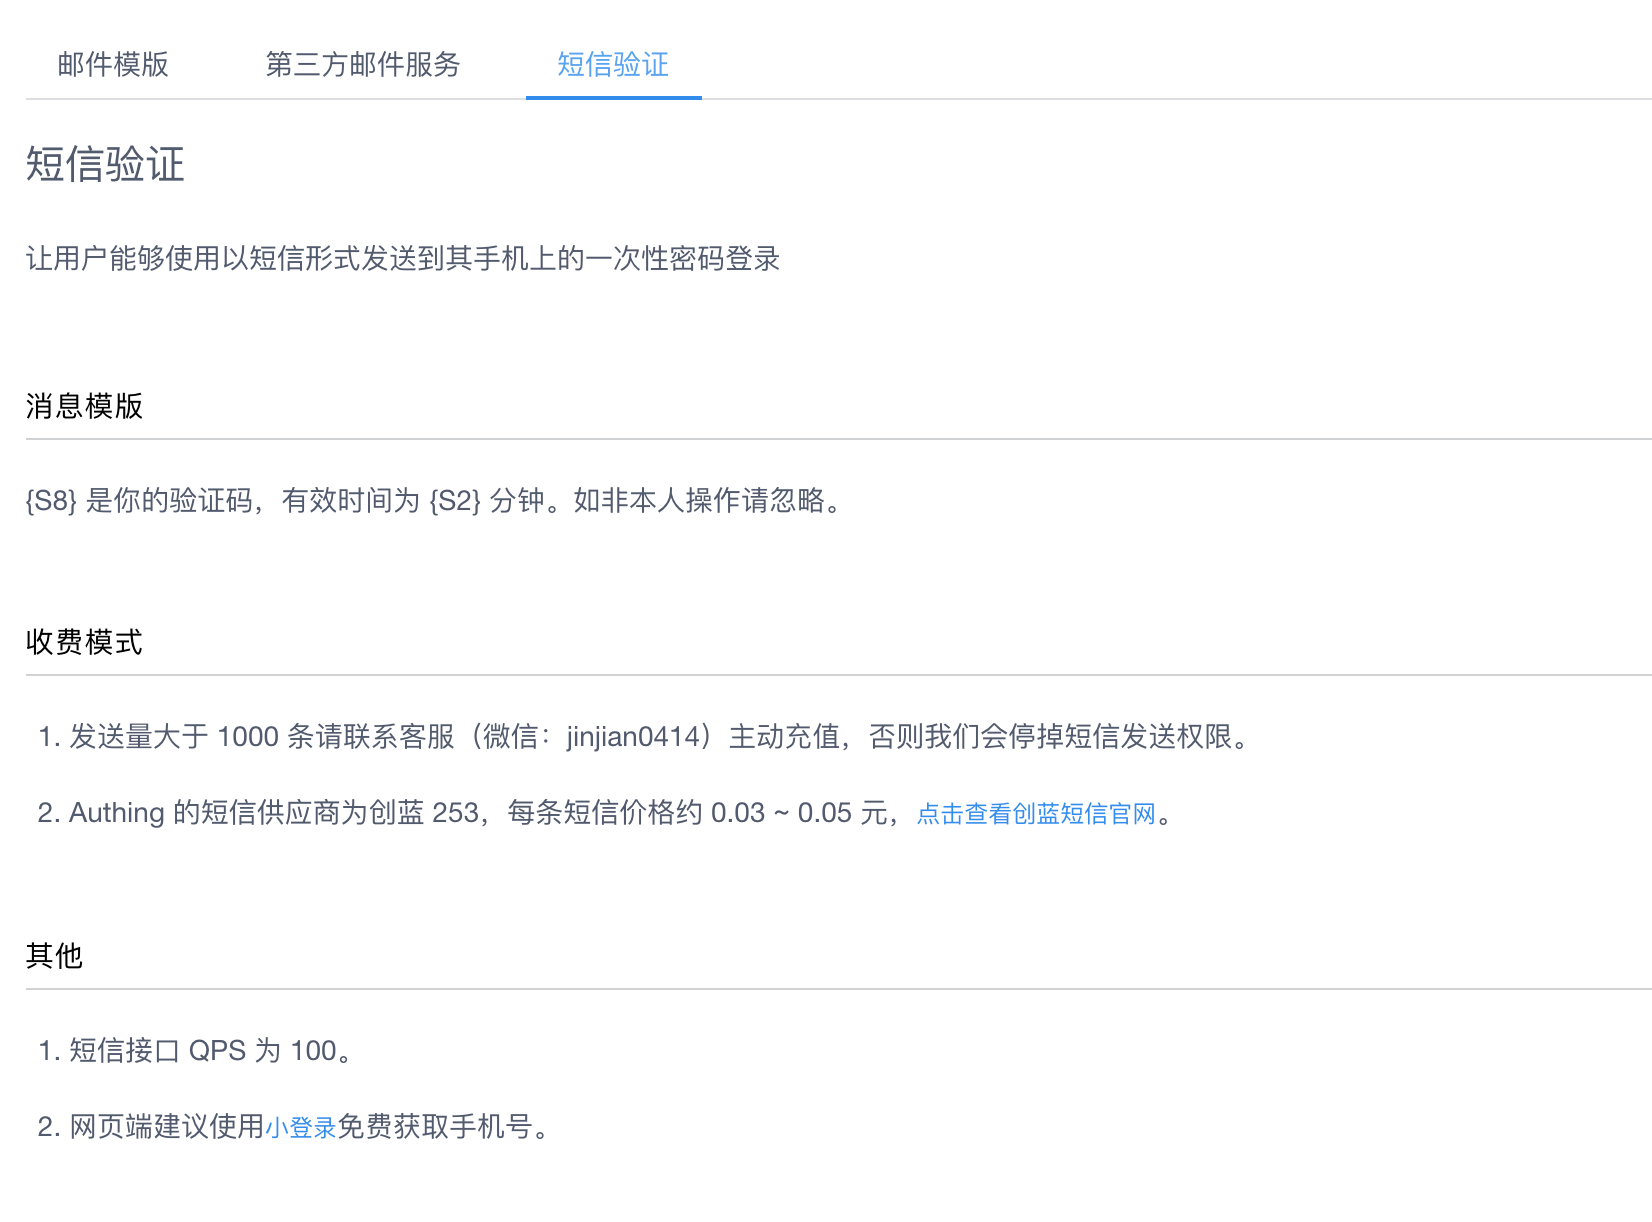 邮件模版 第三方邮件服务 短信验证
短信验证
让用户能够使用以短信形式发送到其手机上的一次性密码登录
消息模版
{S8} 是你的验证码，有效时间为 {S2} 分钟。如非本人操作请忽略。
收费模式
1. 发送量大于 1000 条请联系客服（微信：jinjian0414）主动充值，否则我们会停掉短信发送权限。
2. Authing 的短信供应商为创蓝 253，每条短信价格约 0.03 ~ 0.05 元，点击查看创蓝短信官网。
其他
1. 短信接口 QPS 为 100。
2. 网页端建议使用小登录免费获取手机号。